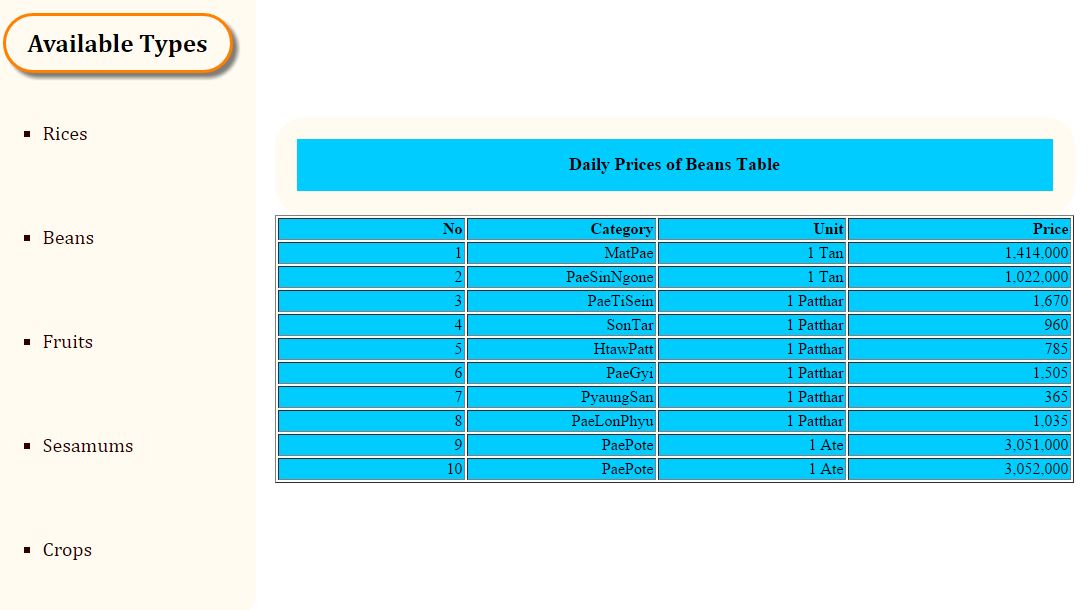 Available Types
Rices
Beans
Fruits
Sesamums
Crops
Daily Prices of Beans Table
No Category Unit Price
1 MatPae 1 Tan 1,414,000
2 PaeSinNgone 1 Tan 1,022,000
3 PaeTiSein 1 Patthar 1,670
4 SonTar 1 Patthar 960
5 HtawPatt 1 Patthar 785
6 PaeGyi 1 Patthar 1,505
7 PyaungSan 1 Patthar 365
8 PaeLonPhyu 1 Patthar 1,035
9 PaePote 1 Ate 3,051,000
10 PaePote 1 Ate 3,052,000